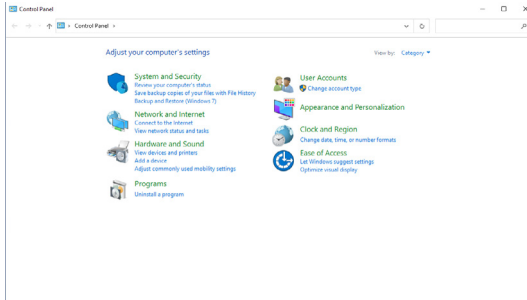 Control Panel
Control Panel
Adjust your computer's settings
View by: Category
System and Security
Review your computer's status
Save backup copies of your files with File History
Backup and Restore (Windows 7)
Network and Internet
Connect to the Internet
View network status and tasks
Hardware and Sound
View devices and printers
Add a device
Adjust commonly used mobility settings
Programs
Uninstall a program
User Accounts
Change account type
Appearance and Personalization
Clock and Region
Change date, time, or number formats
Ease of Access
Let Windows suggest settings
Optimize visual display